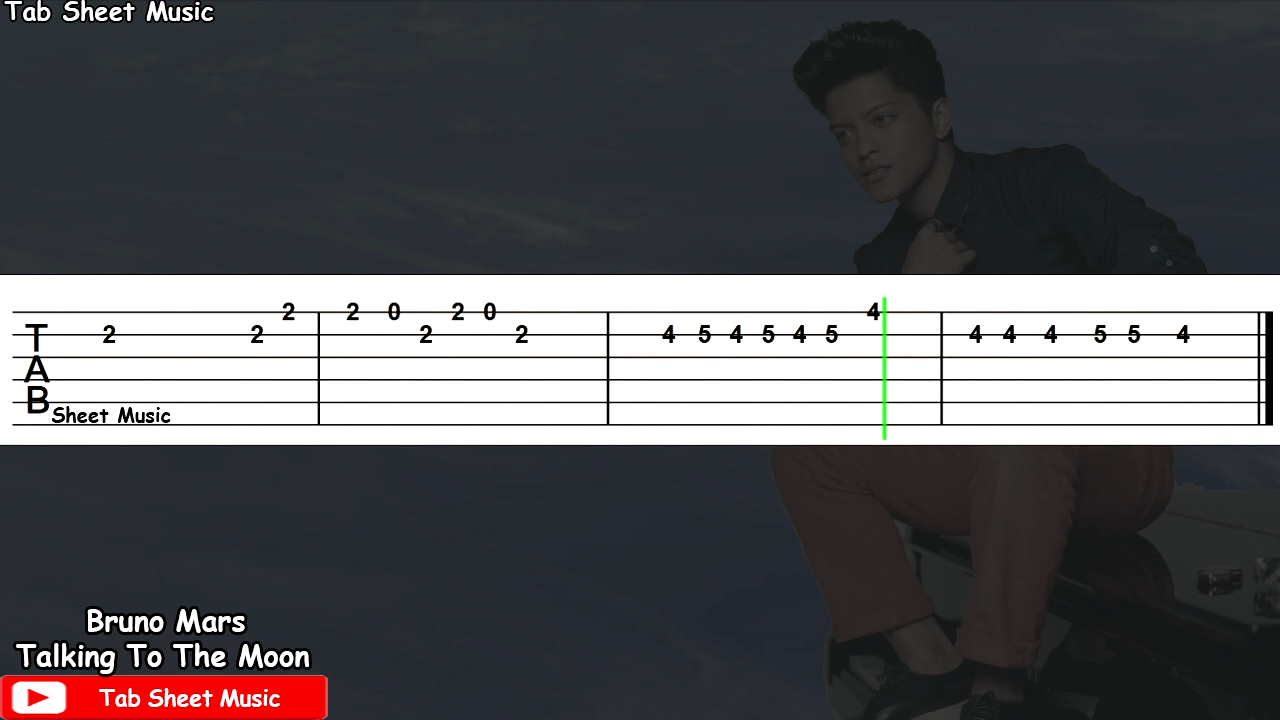 Tab Sheet Music
2 2 2 2 0 2 2 0 2 4 5 4 5 4 5 4 4 4 4 5 5 4
T
A
B
Sheet Music
Bruno Mars
Talking To The Moon
Tab Sheet Music